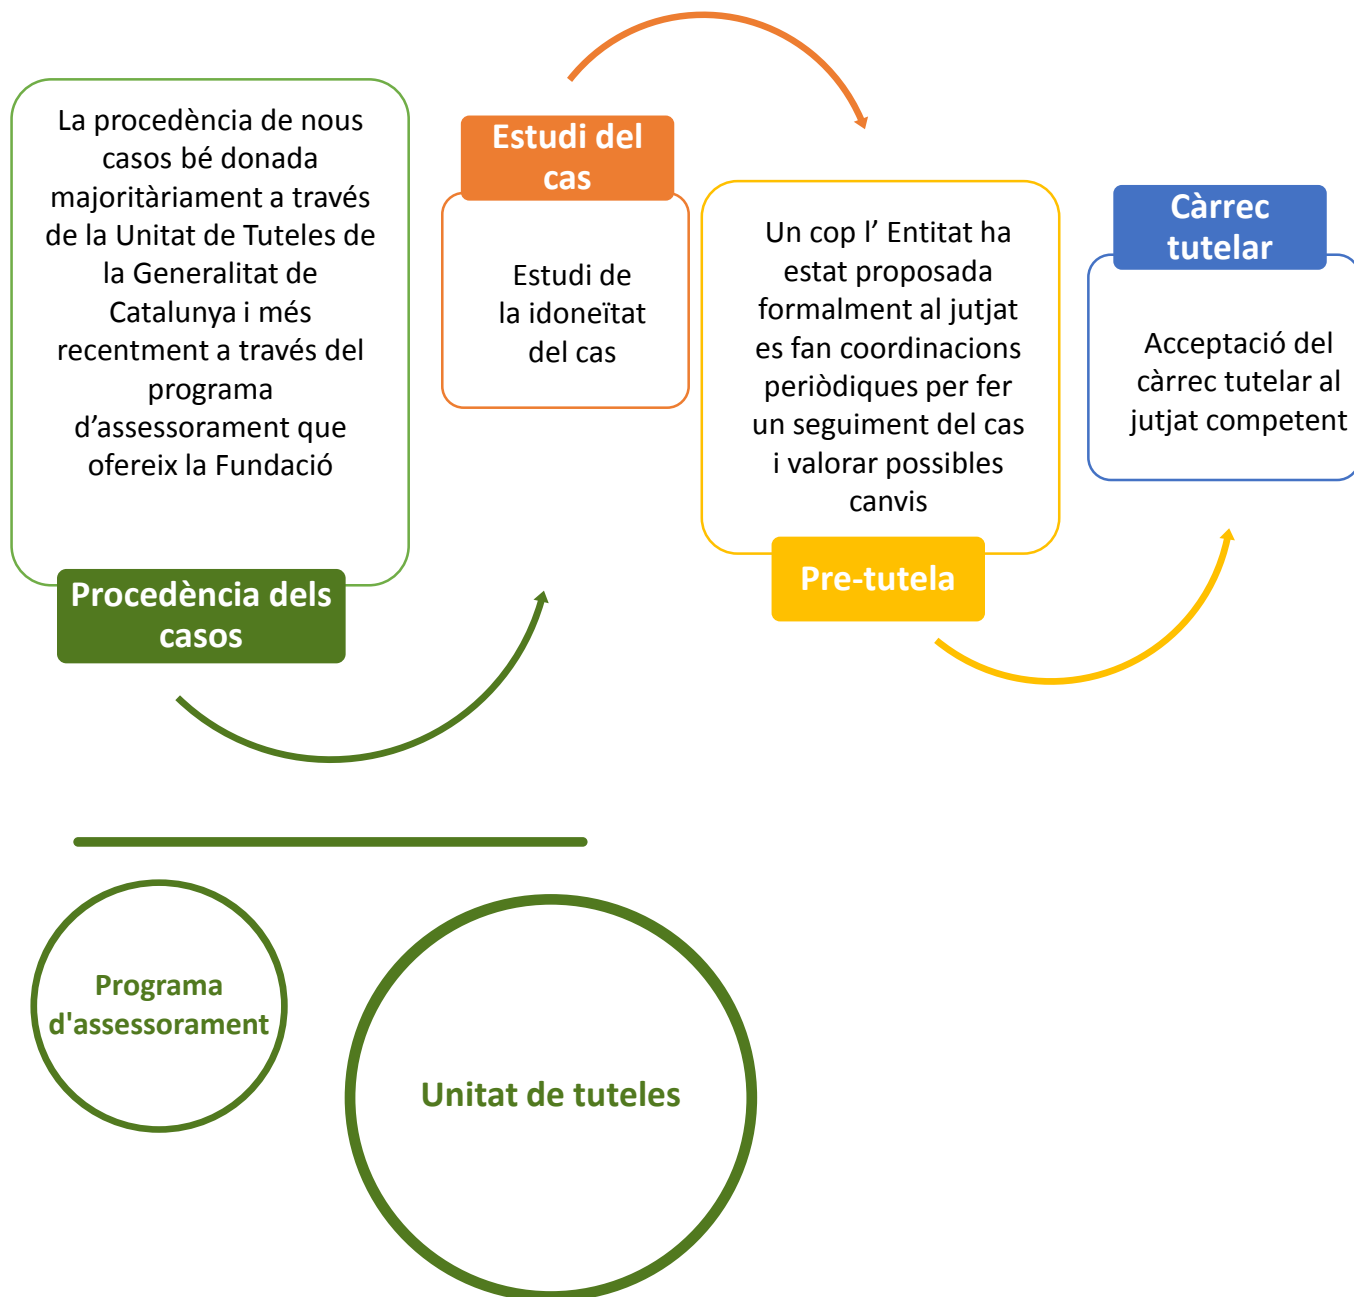 La procedència de nous
casos bé donada
majoritàriament a través
de la Unitat de Tuteles de
la Generalitat de
Catalunya i més
recentment a través del
programa
d’assessorament que
ofereix la Fundació
Procedència dels
casos
Estudi del
cas
Estudi de
la idoneïtat
del cas
Un cop l’ Entitat ha
estat proposada
formalment al jutjat
es fan coordinacions
periòdiques per fer
un seguiment del cas
i valorar possibles
canvis
Pre-tutela
Càrrec
tutelar
Acceptació del
càrrec tutelar al
jutjat competent
Programa
d'assessorament
Unitat de tuteles